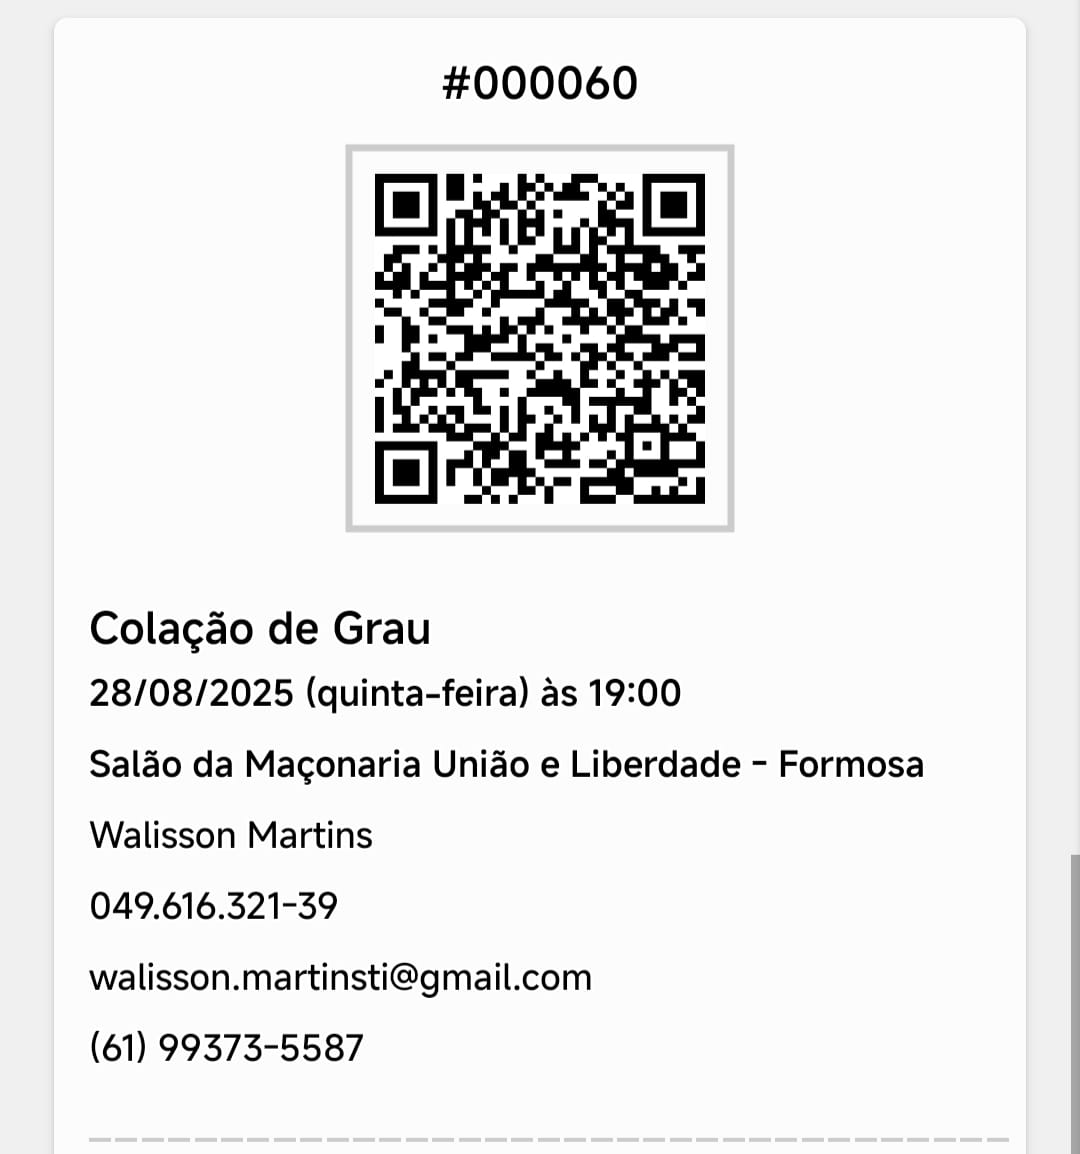 #000060
Colação de Grau
28/08/2025 (quinta-feira) às 19:00
Salão da Maçonaria União e Liberdade - Formosa
Walisson Martins
049.616.321-39
walisson.martinsti@gmail.com
(61) 99373-5587